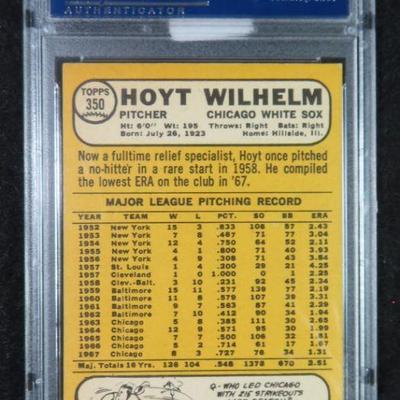 AUTHENTICATOR
TOPPS
350
HOYT WILHELM
PITCHER CHICAGO WHITE SOX
Ht: 6'0" Wt: 195 Throws: Right Bats: Right
Born: July 26, 1923 Home: Hillside, Ill.
Now a fulltime relief specialist, Hoyt once pitched
a no-hitter in a rare start in 1958. He compiled
the lowest ERA on the club in '67.
MAJOR LEAGUE PITCHING RECORD
YEAR TEAM W L PCT. SO BB ERA
1952 New York 15 3 .833 108 57 2.43
1953 New York 7 8 .467 71 77 3.04
1954 New York 12 4 .750 64 52 2.11
1955 New York 4 1 .800 71 40 3.93
1956 New York 4 9 .308 71 43 3.84
1957 St. Louis 1 4 .200 29 21
1957 Cleveland 1 0 1.000 0 1 2.25
1958 Clev.-Balt. 3 10 .231 92 45 2.34
1959 Baltimore 15 11 .577 139 77 2.19
1960 Baltimore 11 8 .579 107 39 3.31
1961 Baltimore 9 7 .563 87 41 2.29
1962 Baltimore 7 10 .412 90 34 1.94
1963 Chicago 5 8 .385 111 30 2.65
1964 Chicago 12 9 .571 95 30 1.99
1965 Chicago 7 7 .500 106 32 1.81
1966 Chicago 5 2 .714 61 17 1.66
1967 Chicago 8 3 .727 76 34 1.31
Maj. Totals 16 Yrs. 126 104 .548 1378 670 2.51
Q-WHO LED CHICAGO
WITH 215 STRIKEOUTS